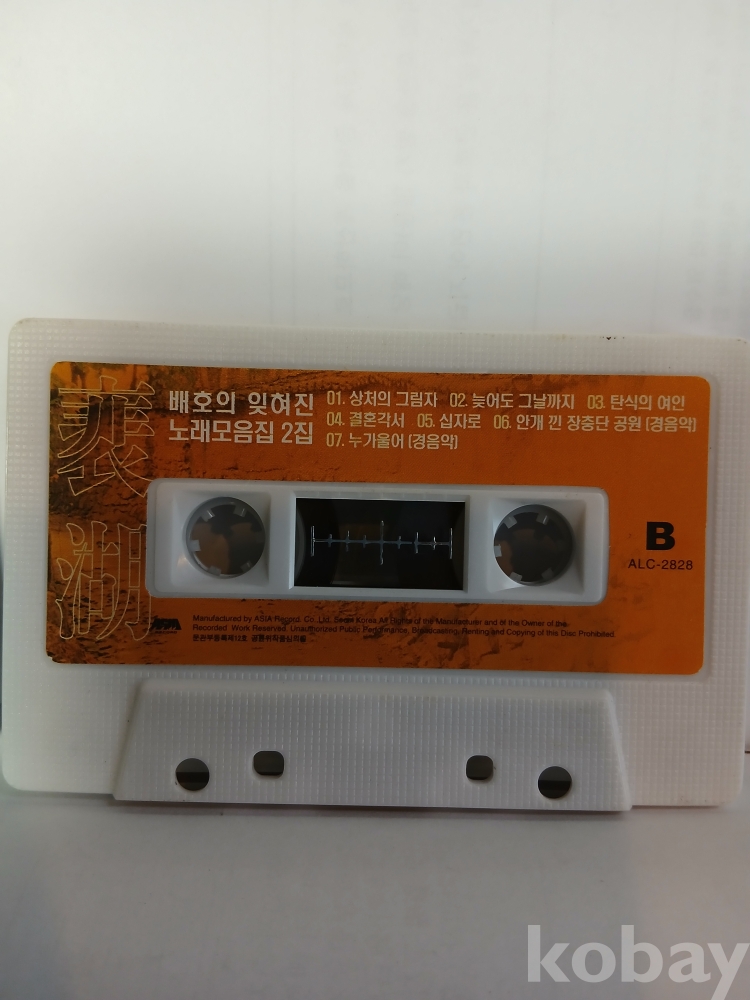 裵湖
배호의 잊혀진
노래모음집 2집
01. 상처의 그림자 02. 늦어도 그날까지 03. 탄식의 여인
04. 결혼각서 05. 십자로 06. 안개 낀 장충단 공원 [경음악]
07. 누가울어 [경음악]
B
ALC-2828
ASIA
Manufactured by ASIA Record. Co.,Ltd, Seoul Korea All Rights of the Manufacturer and of the Owner of the
Recorded Work Reserved. Unauthorized Public Performance, Broadcasting, Renting and Copying of this Disc Prohibited.
kobay